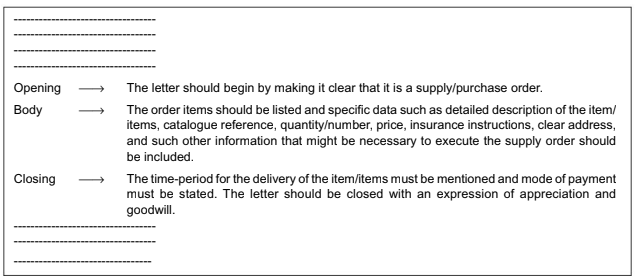 ---------------------------------
---------------------------------
---------------------------------
---------------------------------
Opening ⟶ The letter should begin by making it clear that it is a supply/purchase order.
Body ⟶ The order items should be listed and specific data such as detailed description of the item/
items, catalogue reference, quantity/number, price, insurance instructions, clear address,
and such other information that might be necessary to execute the supply order should
be included.
Closing ⟶ The time-period for the delivery of the item/items must be mentioned and mode of payment
must be stated. The letter should be closed with an expression of appreciation and
goodwill.
---------------------------------
---------------------------------
--------------------------------